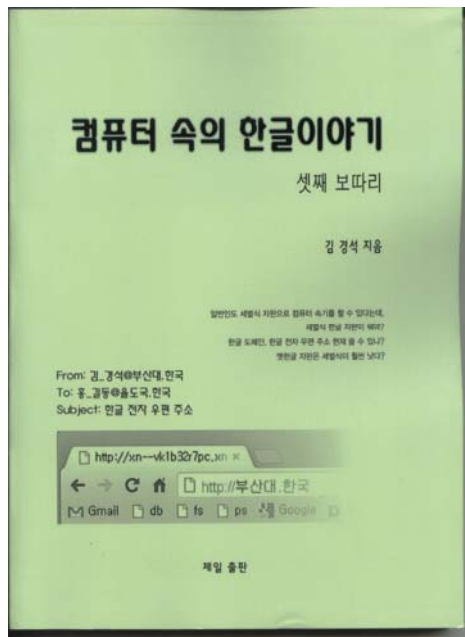 컴퓨터 속의 한글이야기
셋째 보따리
김 경석 지음
일반인도 세벌식 자판으로 컴퓨터 속기를 할 수 있다는데,
세벌식 한글 자판이 뭐야?
한글 도메인, 한글 전자 우편 주소 현재 쓸 수 있나?
옛한글 자판은 세벌식이 훨씬 낫다?
From: 김_경석@부산대.한국
To: 홍_길동@율도국.한국
Subject: 한글 전자 우편 주소
http://xn--vk1b32r7pc.xn ×
http://부산대.한국
Gmail db fs ps Google
제일 출판